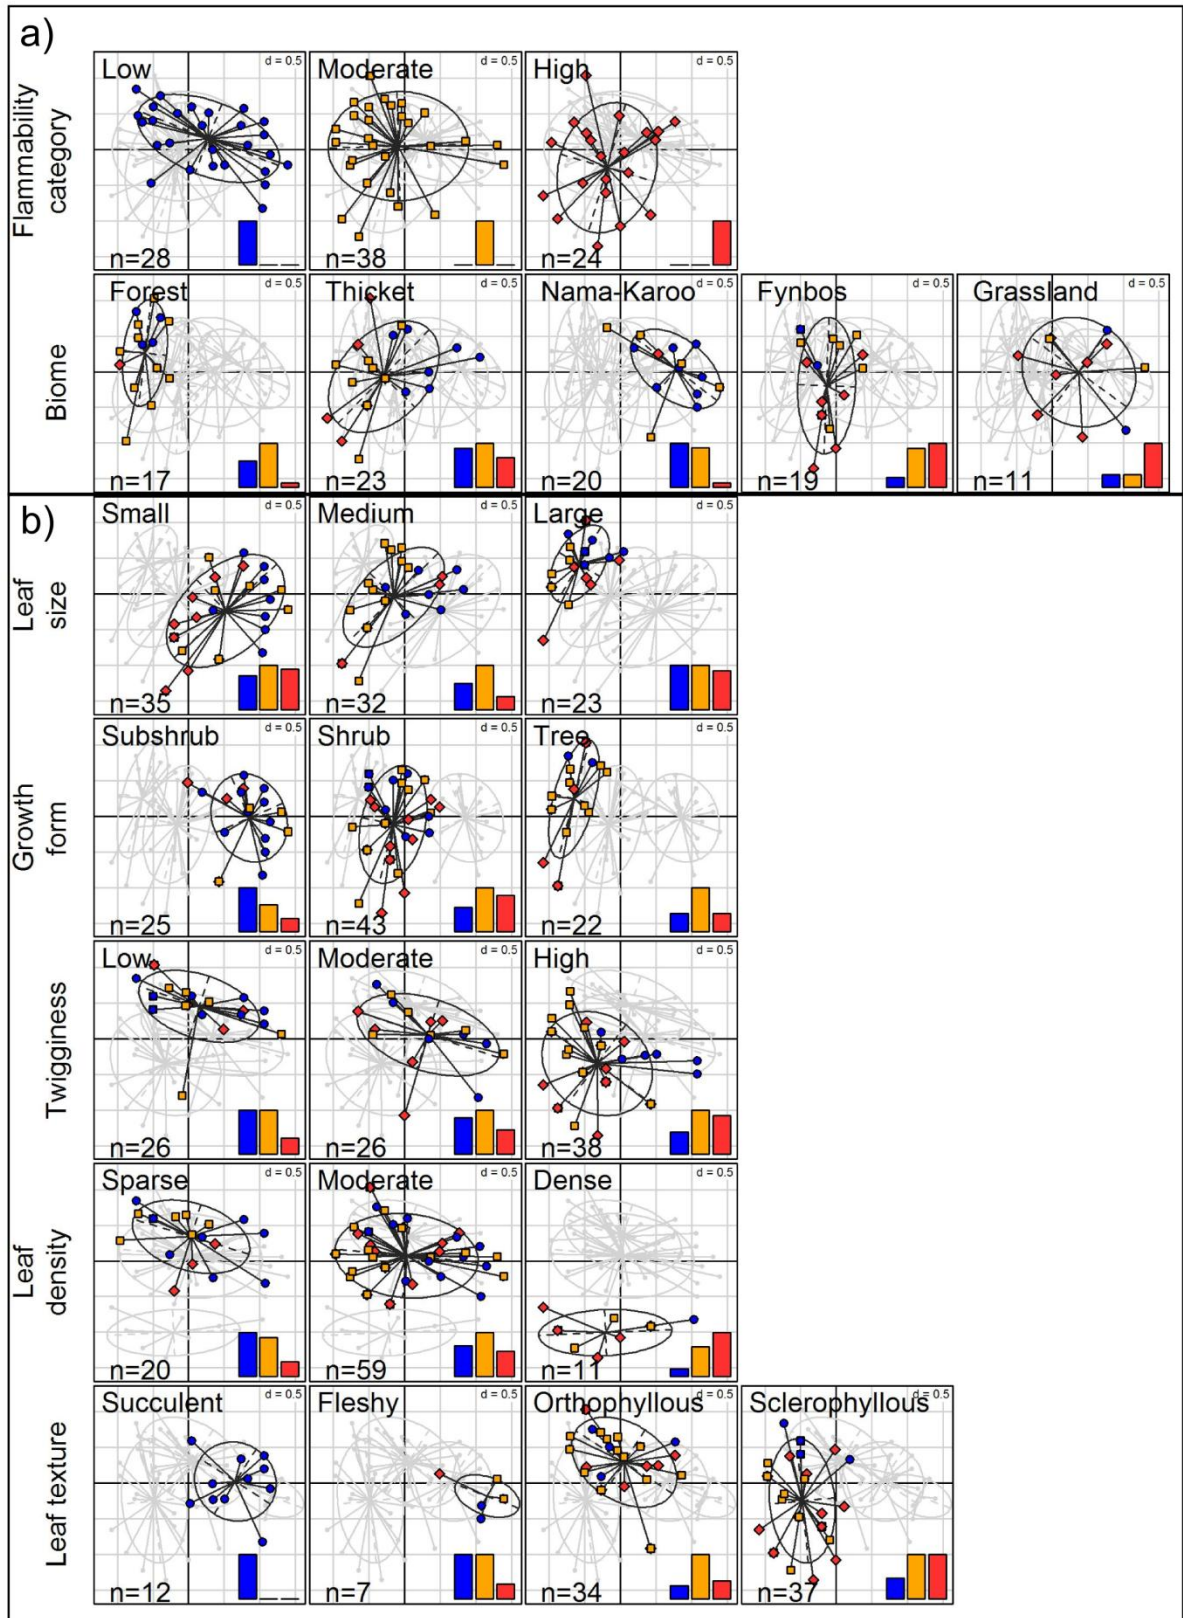 a)
Flammability
category
Low d = 0.5
n=28
Moderate d = 0.5
n=38
High d = 0.5
n=24
Biome
Forest d = 0.5
n=17
Thicket d = 0.5
n=23
Nama-Karoo d = 0.5
n=20
Fynbos d = 0.5
n=19
Grassland d = 0.5
n=11
b)
Leaf
size
Small d = 0.5
n=35
Medium d = 0.5
n=32
Large d = 0.5
n=23
Growth
form
Subshrub d = 0.5
n=25
Shrub d = 0.5
n=43
Tree d = 0.5
n=22
Twigginess
Low d = 0.5
n=26
Moderate d = 0.5
n=26
High d = 0.5
n=38
Leaf
density
Sparse d = 0.5
n=20
Moderate d = 0.5
n=59
Dense d = 0.5
n=11
Leaf texture
Succulent d = 0.5
n=12
Fleshy d = 0.5
n=7
Orthophyllous d = 0.5
n=34
Sclerophyllous d = 0.5
n=37